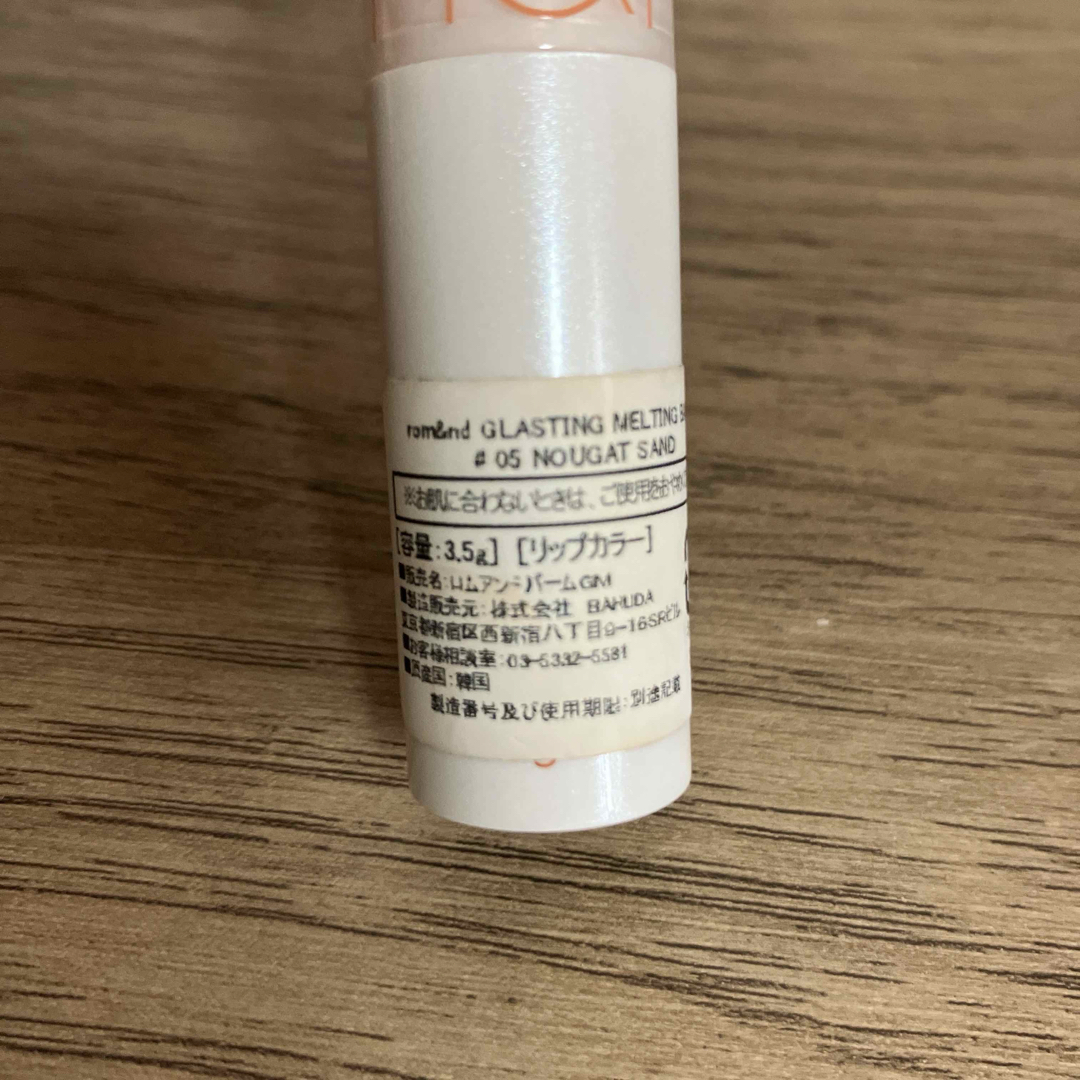 rom&nd GLASTING MELTING
# 05 NOUGAT SAND
※お肌に合わないときは、ご使用をおやめ
[容量:3.5g] [リップカラー]
■販売名:ロムアンドバームGM
■製造販売元:株式会社 BARUDA
東京都新宿区西新宿八丁目9-16SRビル
■お客様相談室:03-5332-5581
■原産国:韓国
製造番号及び使用期限:別途記載